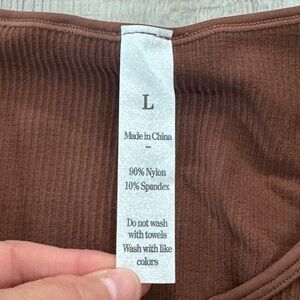 L
Made in China
-
90% Nylon
10% Spandex
Do not wash
with towels
Wash with like
colors